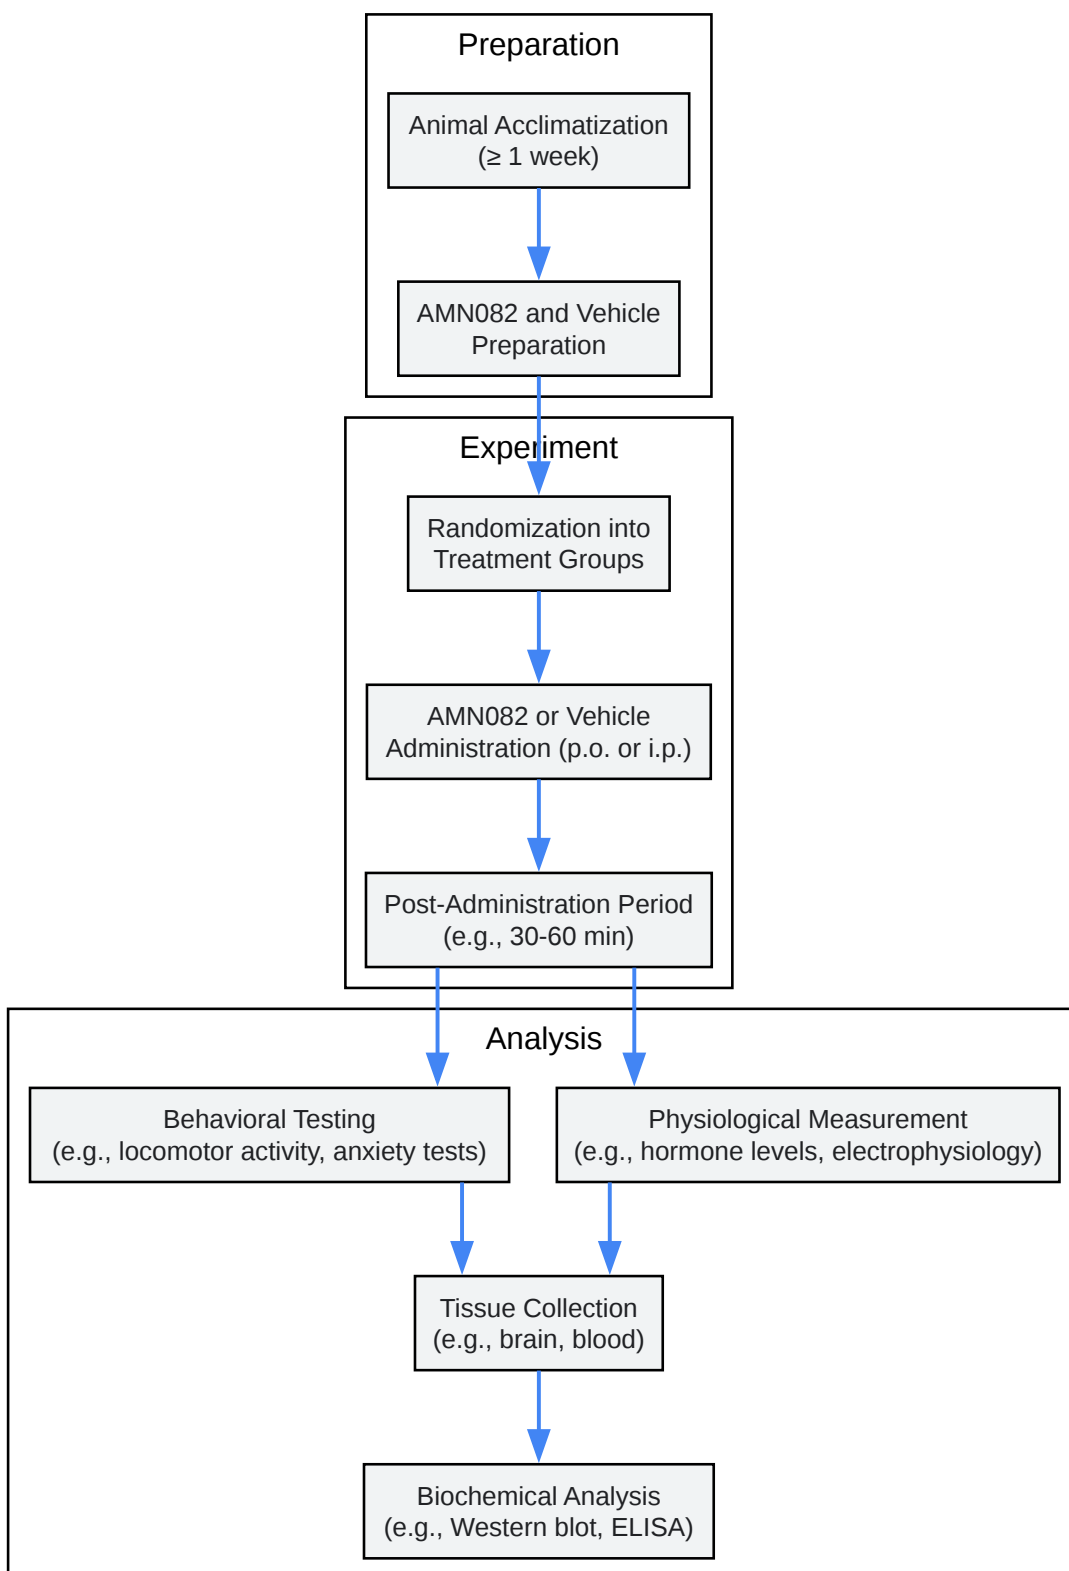 Preparation
Animal Acclimatization
(≥ 1 week)
AMN082 and Vehicle
Preparation
Experiment
Randomization into
Treatment Groups
AMN082 or Vehicle
Administration (p.o. or i.p.)
Post-Administration Period
(e.g., 30-60 min)
Analysis
Behavioral Testing
(e.g., locomotor activity, anxiety tests)
Physiological Measurement
(e.g., hormone levels, electrophysiology)
Tissue Collection
(e.g., brain, blood)
Biochemical Analysis
(e.g., Western blot, ELISA)